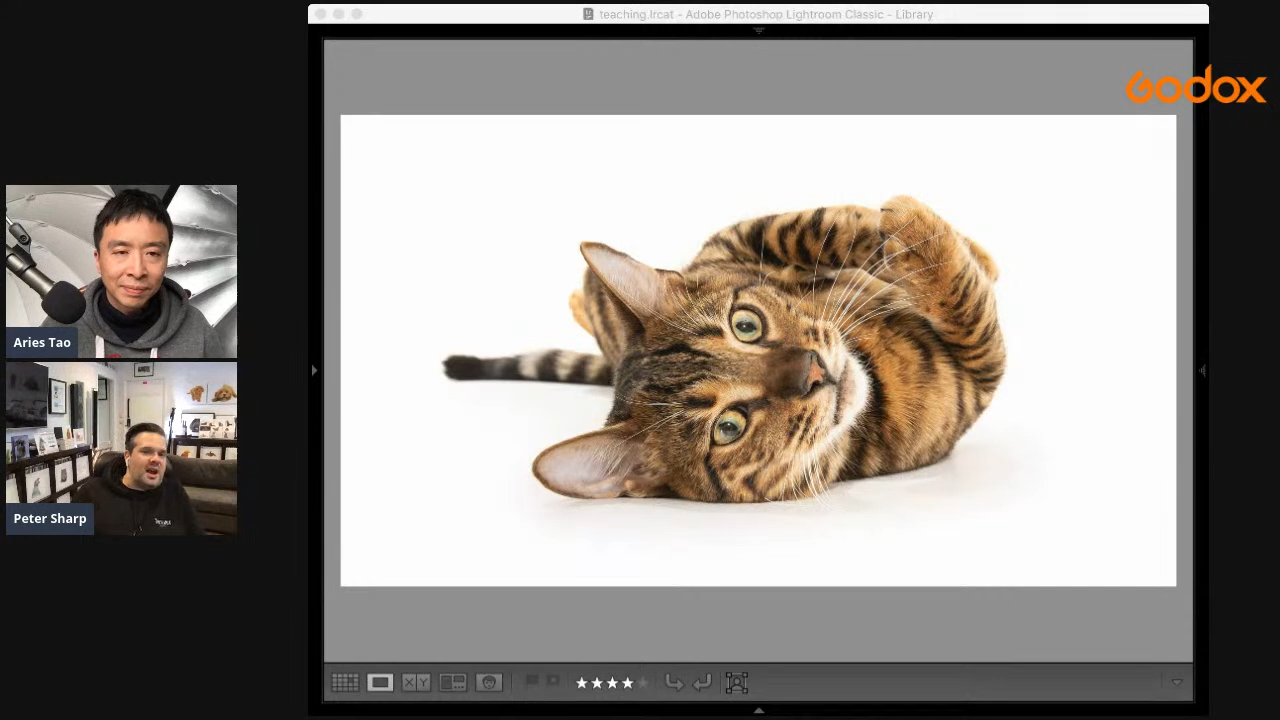 teaching.lrcat - Adobe Photoshop Lightroom Classic - Library
Godox
Aries Tao
Peter Sharp
X Y